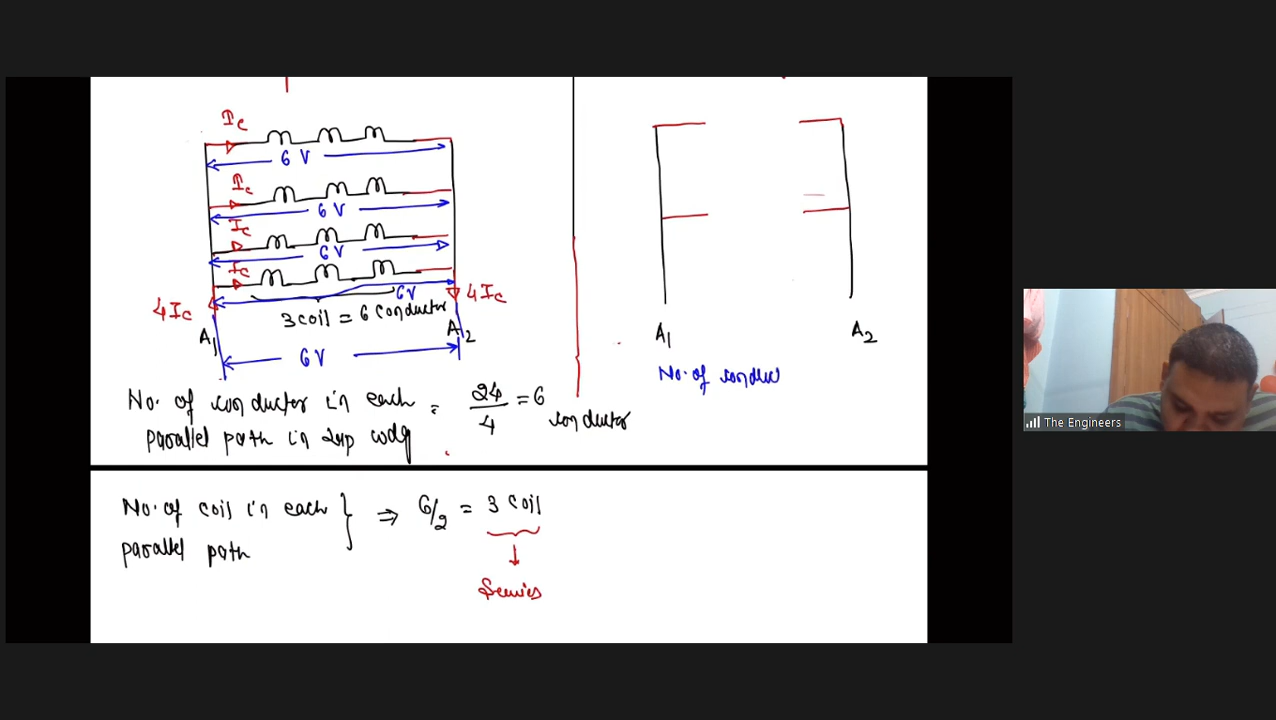 Ic
6 V
Ic
6 V
Ic
6 V
Ic
6V
4Ic
4Ic
3 coil = 6 conductor
A1
A2
6 V
No. of conductor in each
parallel path in lap wdg
= 24/4 = 6 conductor
No. of coil in each
parallel path
} ⇒ 6/2 = 3 coil
↓
Series
A1
A2
No. of conduc
The Engineers